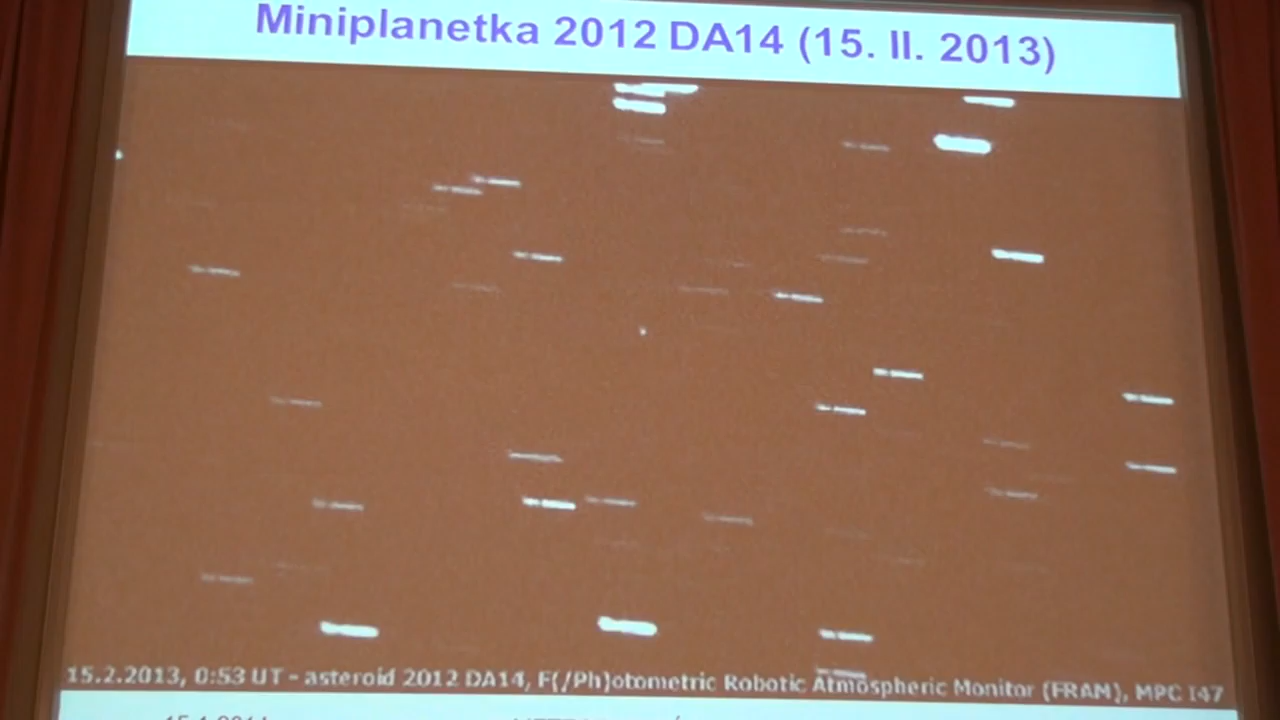 Miniplanetka 2012 DA14 (15. II. 2013)
15.2.2013, 0:53 UT - asteroid 2012 DA14, F(/Ph)otometric Robotic Atmospheric Monitor (FRAM), MPC I47